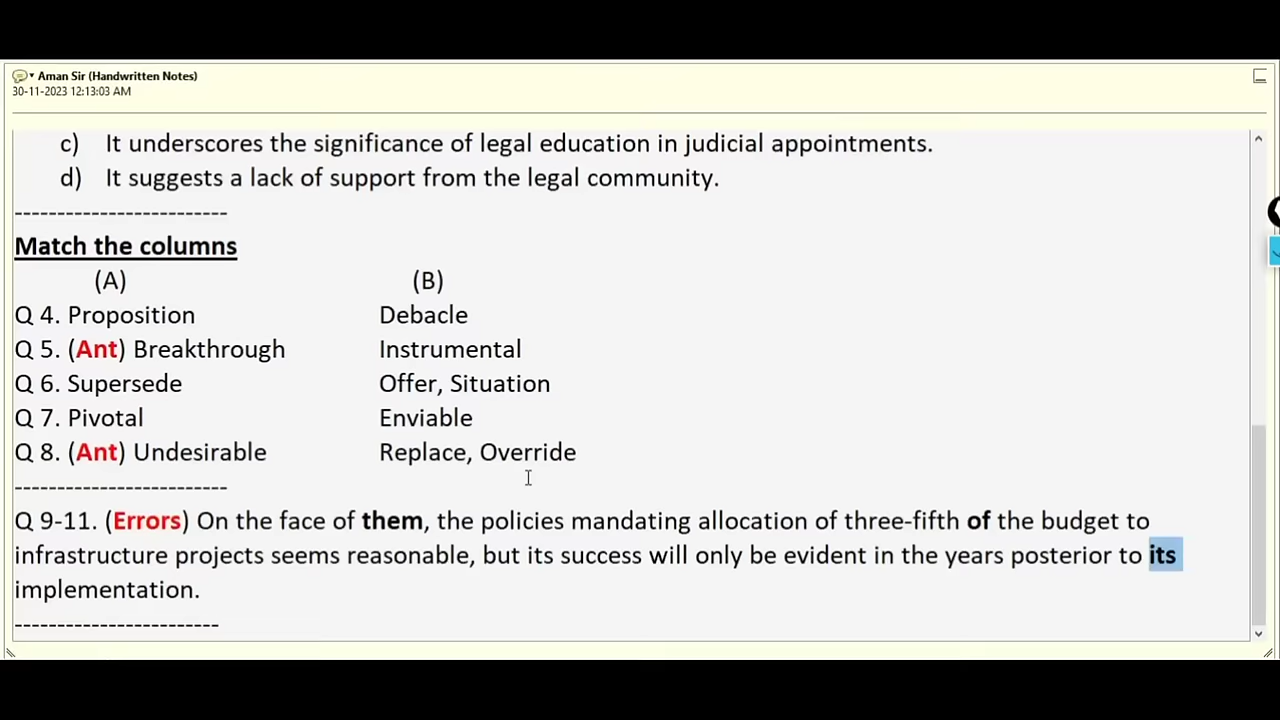 Aman Sir (Handwritten Notes)
30-11-2023 12:13:03 AM
c) It underscores the significance of legal education in judicial appointments.
d) It suggests a lack of support from the legal community.
-------------------------
Match the columns
(A) (B)
Q 4. Proposition Debacle
Q 5. (Ant) Breakthrough Instrumental
Q 6. Supersede Offer, Situation
Q 7. Pivotal Enviable
Q 8. (Ant) Undesirable Replace, Override
-------------------------
Q 9-11. (Errors) On the face of them, the policies mandating allocation of three-fifth of the budget to
infrastructure projects seems reasonable, but its success will only be evident in the years posterior to its
implementation.
------------------------